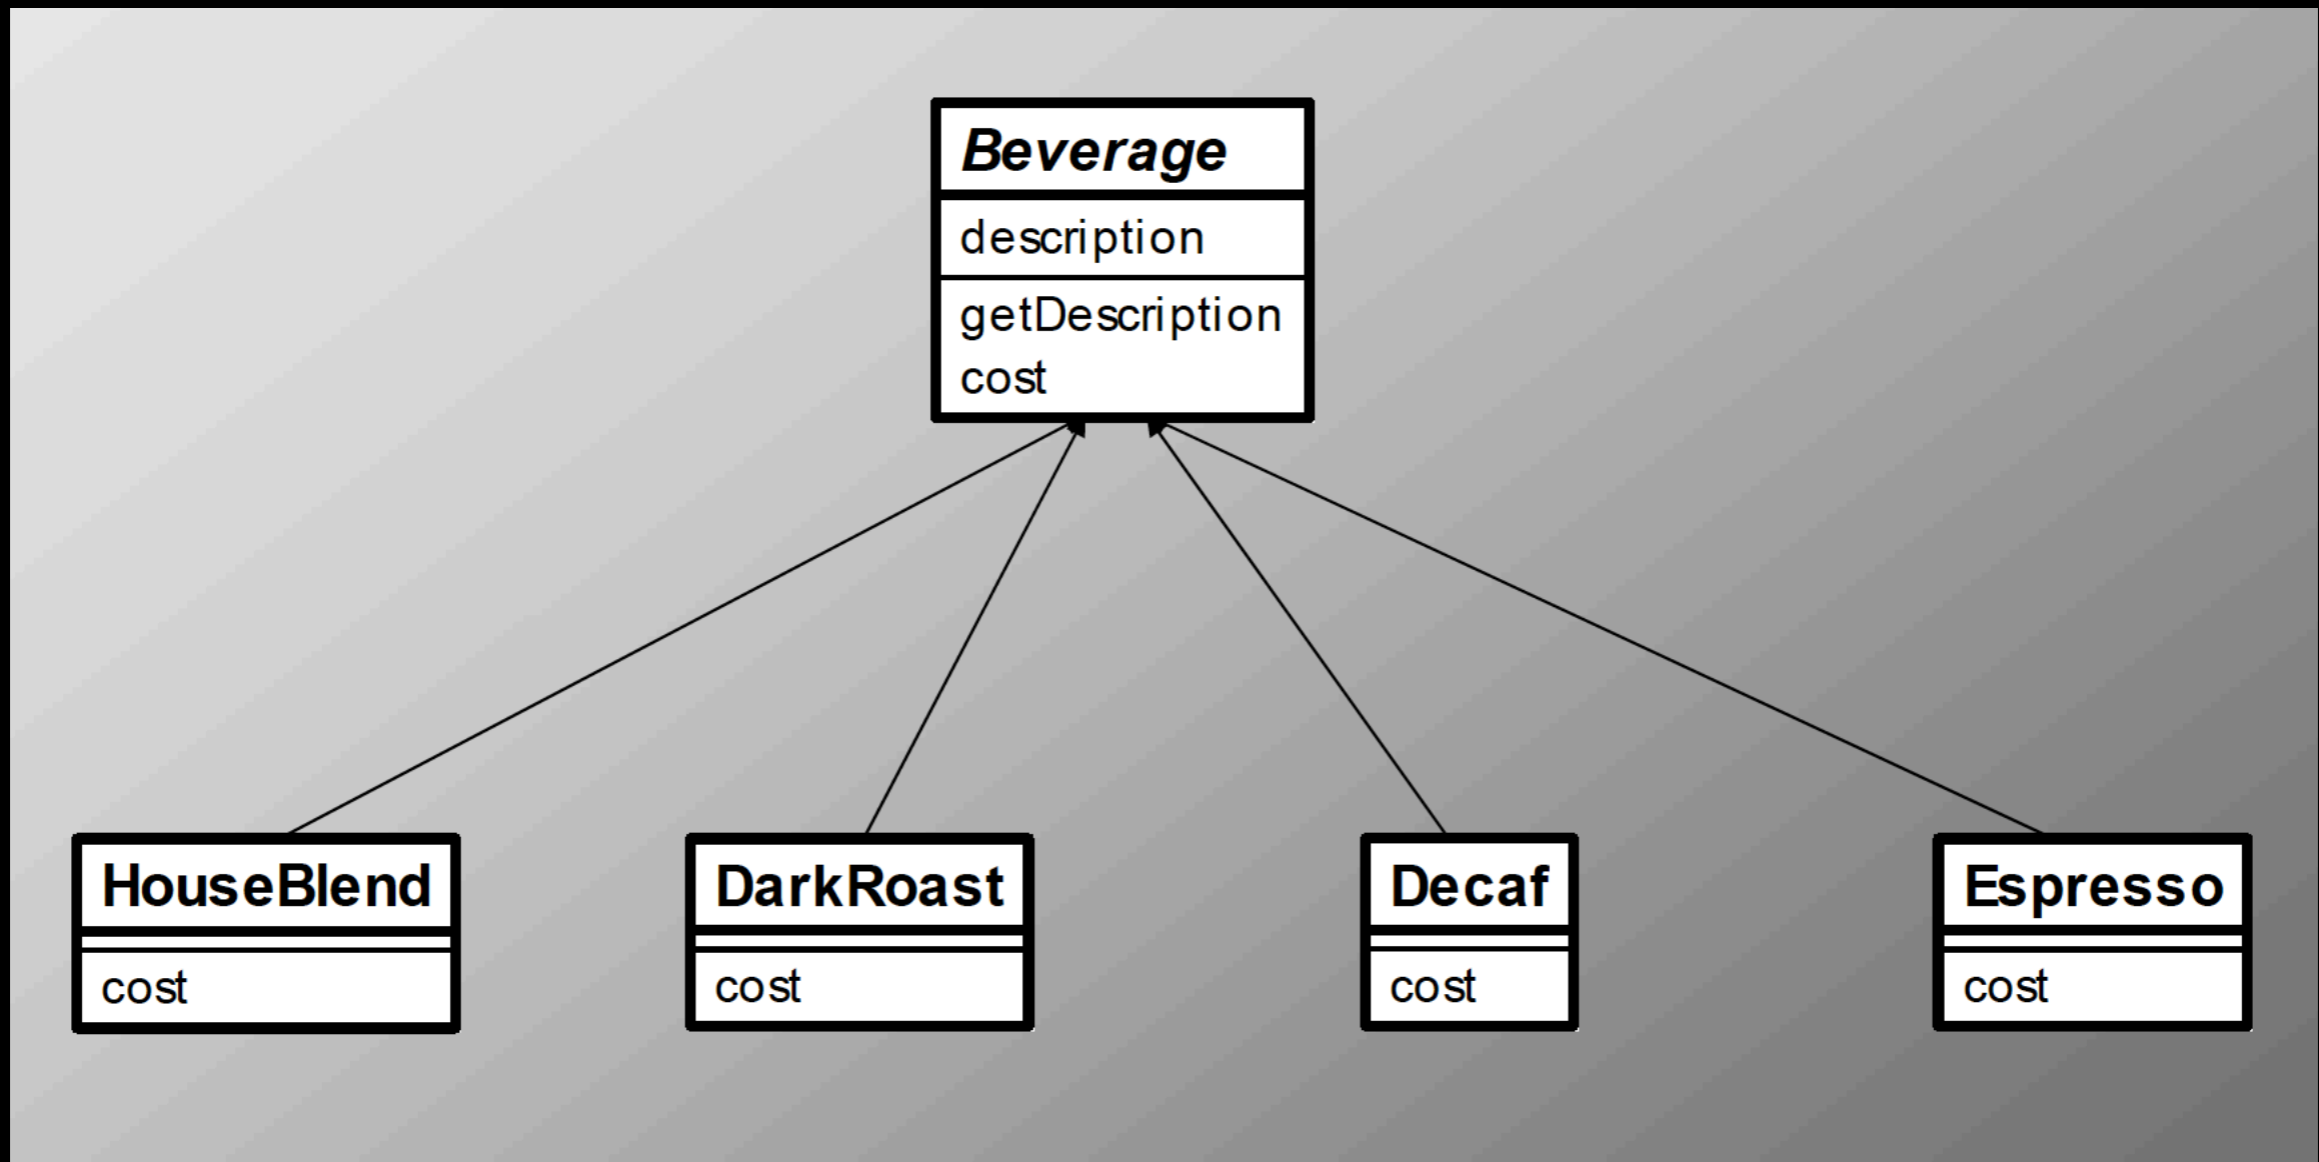 Beverage
description
getDescription
cost
HouseBlend
cost
DarkRoast
cost
Decaf
cost
Espresso
cost